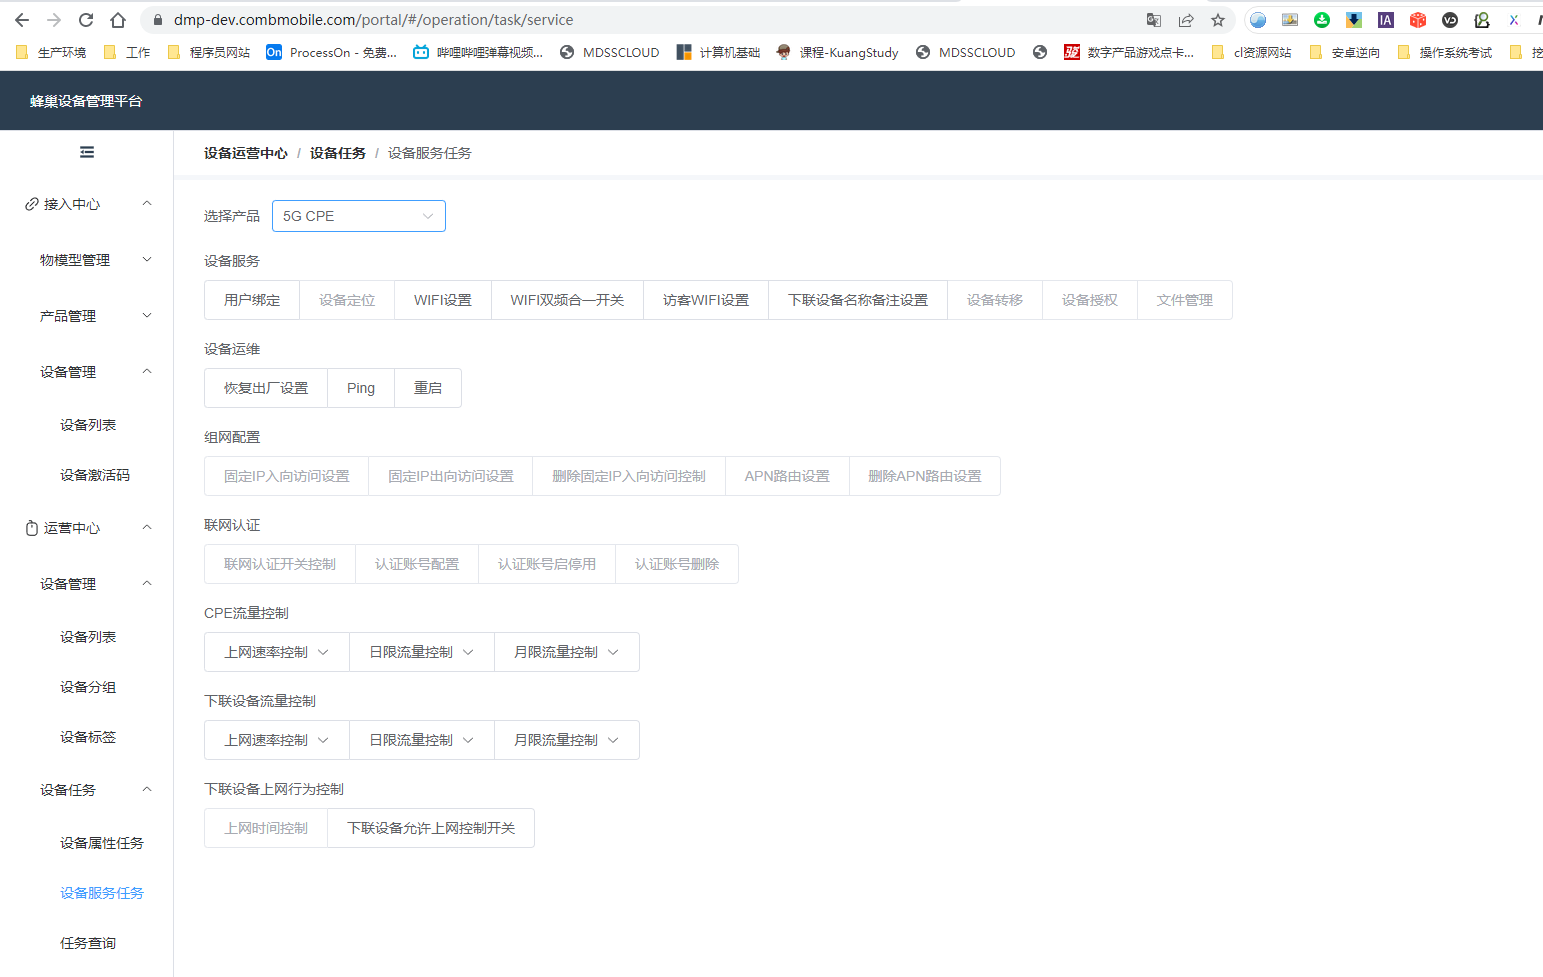 dmp-dev.combmobile.com/portal/#/operation/task/service
生产环境 工作 程序员网站 On ProcessOn - 免费... 哔哩哔哩弹幕视频... MDSSCLOUD 计算机基础 课程-KuangStudy MDSSCLOUD 数字产品游戏点卡... cl资源网站 安卓逆向 操作系统考试
蜂巢设备管理平台
设备运营中心 / 设备任务 / 设备服务任务
接入中心
物模型管理
产品管理
设备管理
设备列表
设备激活码
运营中心
设备管理
设备列表
设备分组
设备标签
设备任务
设备属性任务
设备服务任务
任务查询
选择产品 5G CPE
设备服务
用户绑定 设备定位 WIFI设置 WIFI双频合一开关 访客WIFI设置 下联设备名称备注设置 设备转移 设备授权 文件管理
设备运维
恢复出厂设置 Ping 重启
组网配置
固定IP入向访问设置 固定IP出向访问设置 删除固定IP入向访问控制 APN路由设置 删除APN路由设置
联网认证
联网认证开关控制 认证账号配置 认证账号启停用 认证账号删除
CPE流量控制
上网速率控制 日限流量控制 月限流量控制
下联设备流量控制
上网速率控制 日限流量控制 月限流量控制
下联设备上网行为控制
上网时间控制 下联设备允许上网控制开关